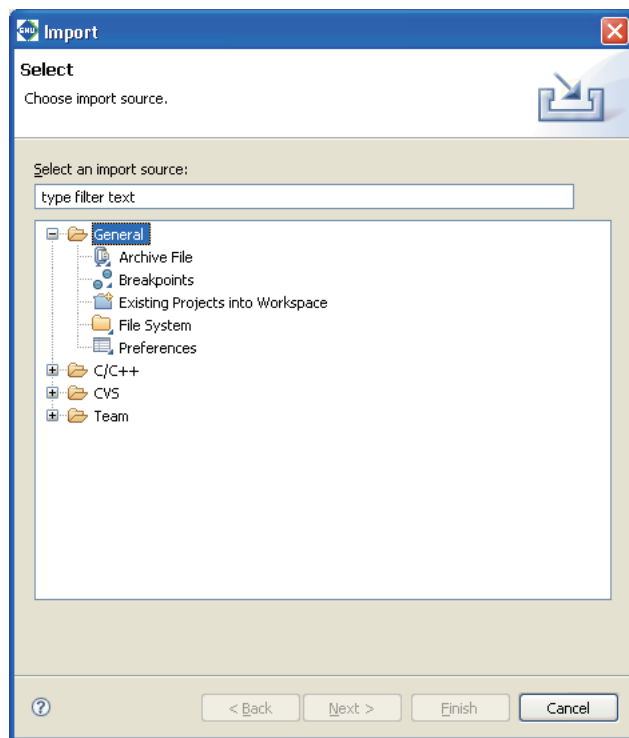 GNU Import
Select
Choose import source.
Select an import source:
type filter text
General
Archive File
Breakpoints
Existing Projects into Workspace
File System
Preferences
C/C++
CVS
Team
? < Back Next > Finish Cancel